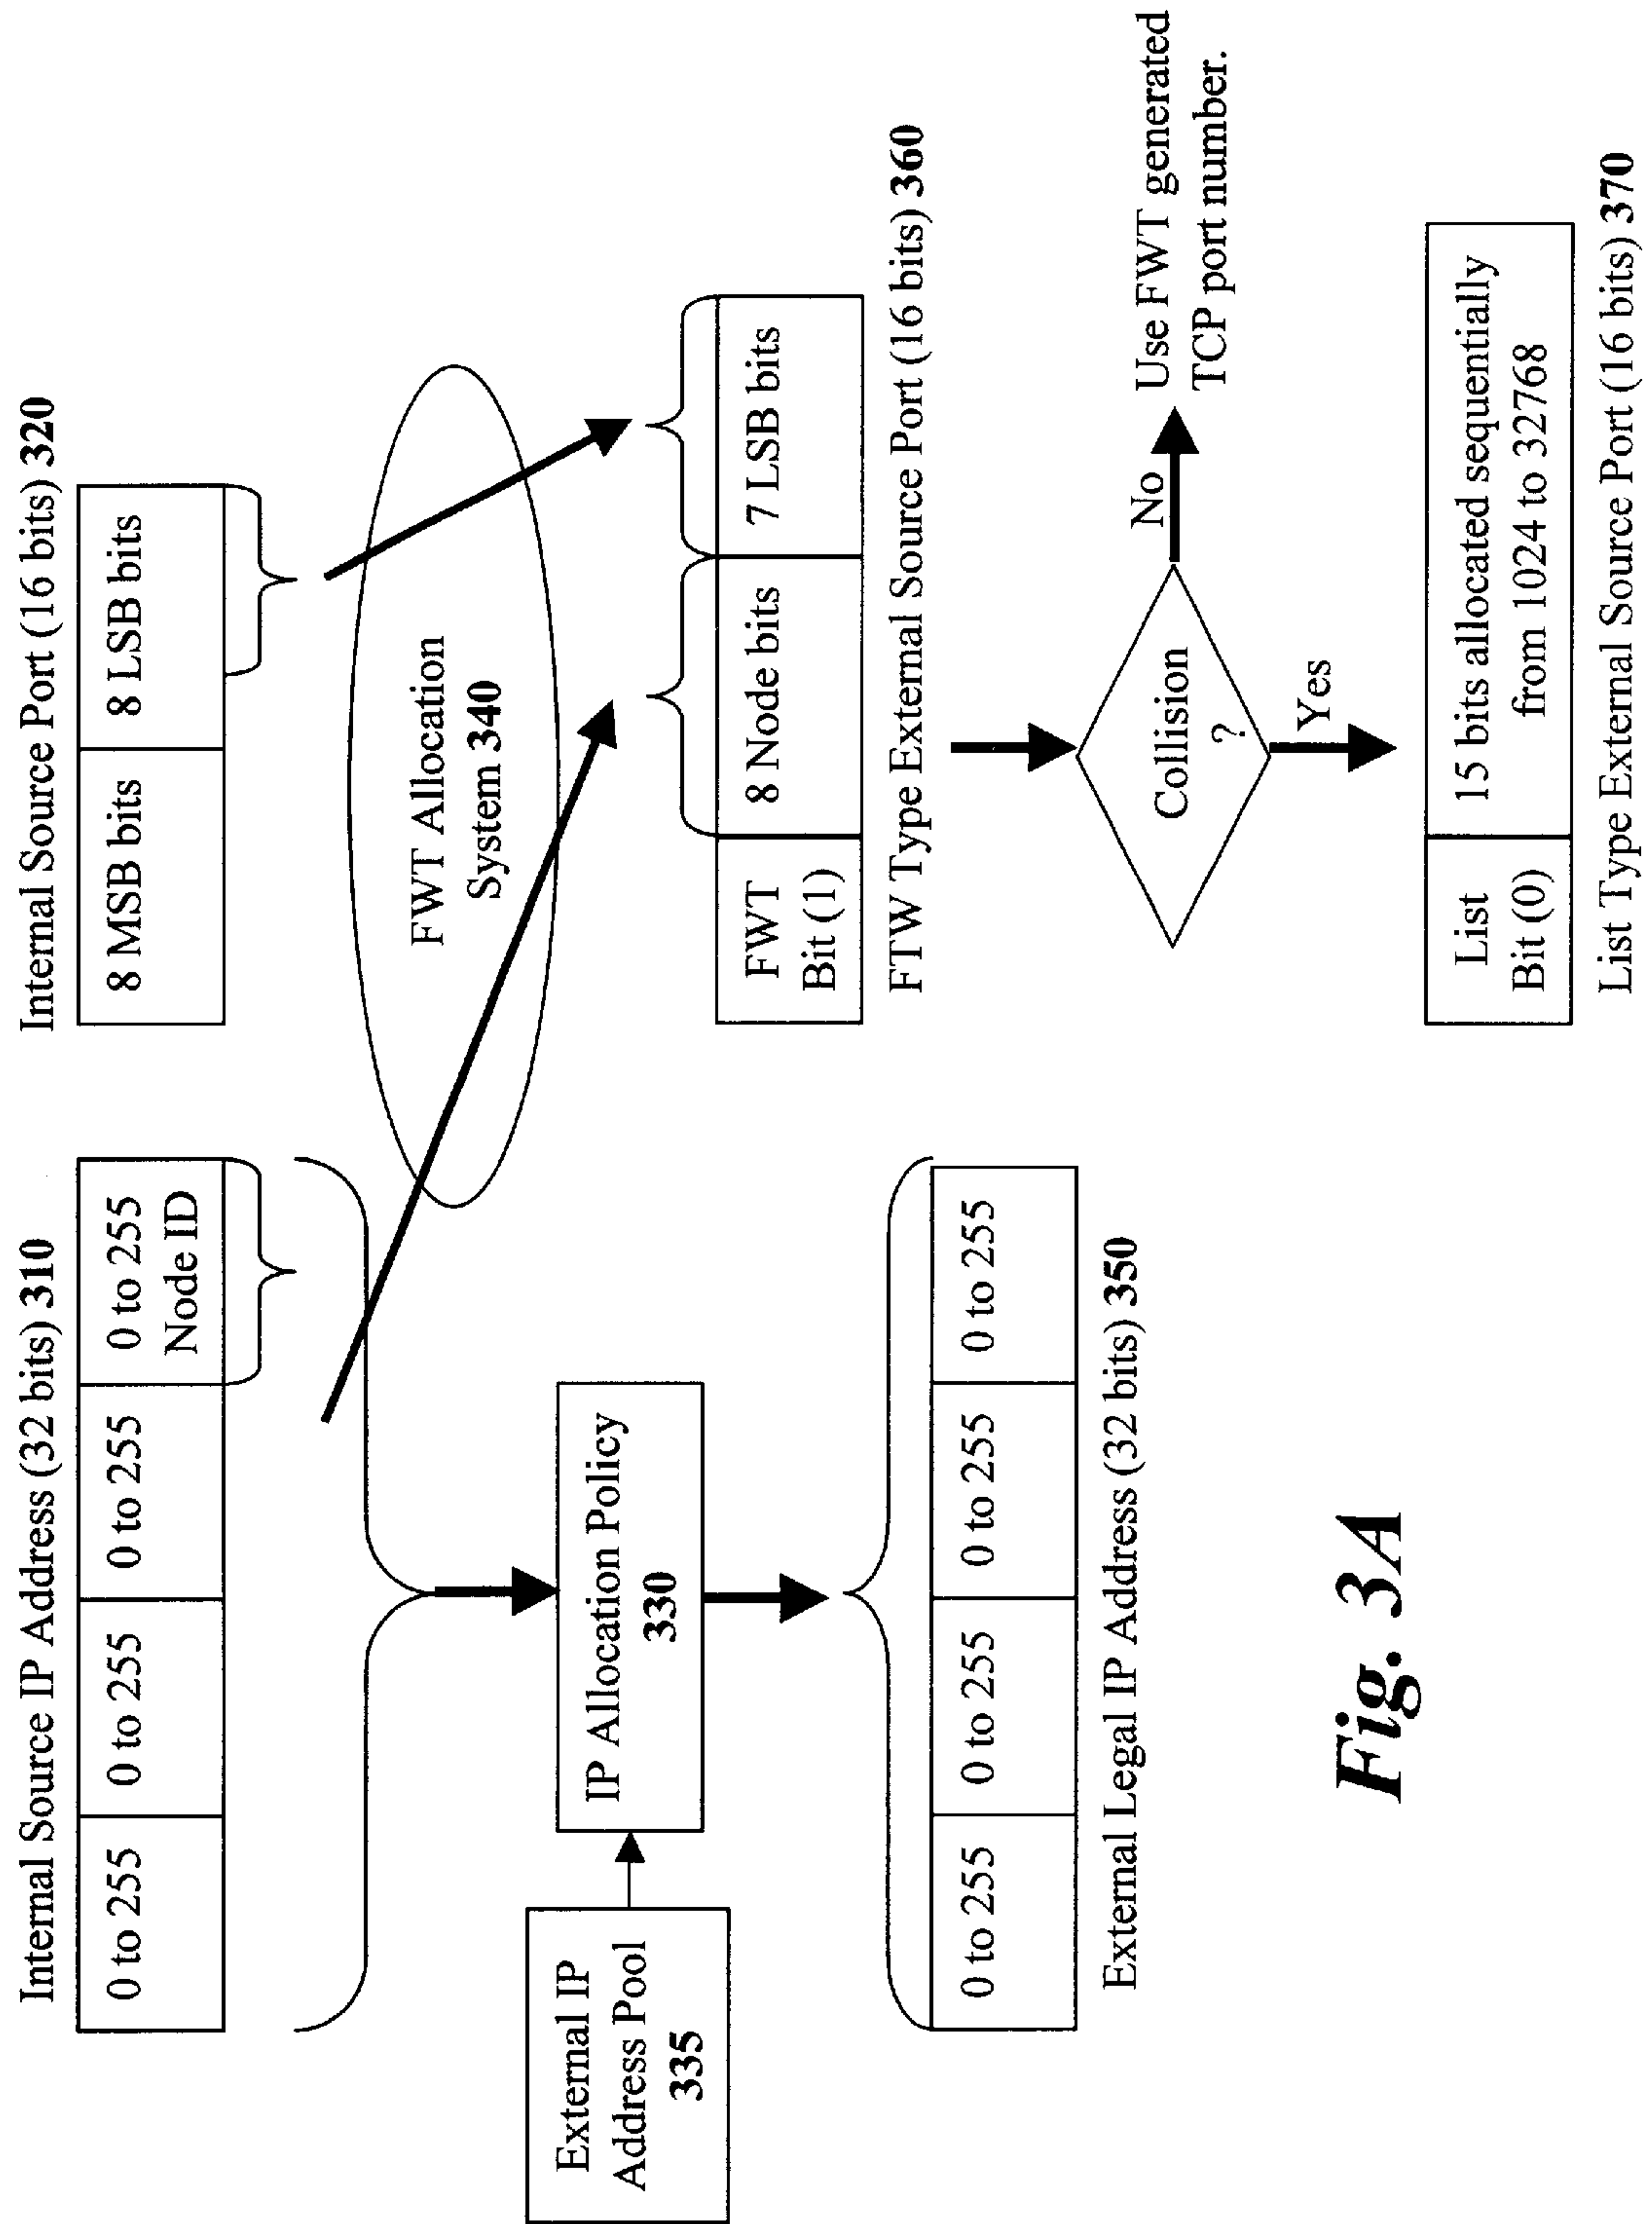 Internal Source IP Address (32 bits) 310
0 to 255
0 to 255
0 to 255
0 to 255
Node ID
Internal Source Port (16 bits) 320
8 MSB bits
8 LSB bits
FWT Allocation
System 340
External IP
Address Pool
335
IP Allocation Policy
330
FWT
Bit (1)
8 Node bits
7 LSB bits
FTW Type External Source Port (16 bits) 360
0 to 255
0 to 255
0 to 255
0 to 255
External Legal IP Address (32 bits) 350
Collision
?
No
Use FWT generated
TCP port number.
Yes
List
Bit (0)
15 bits allocated sequentially
from 1024 to 32768
List Type External Source Port (16 bits) 370
Fig. 3A